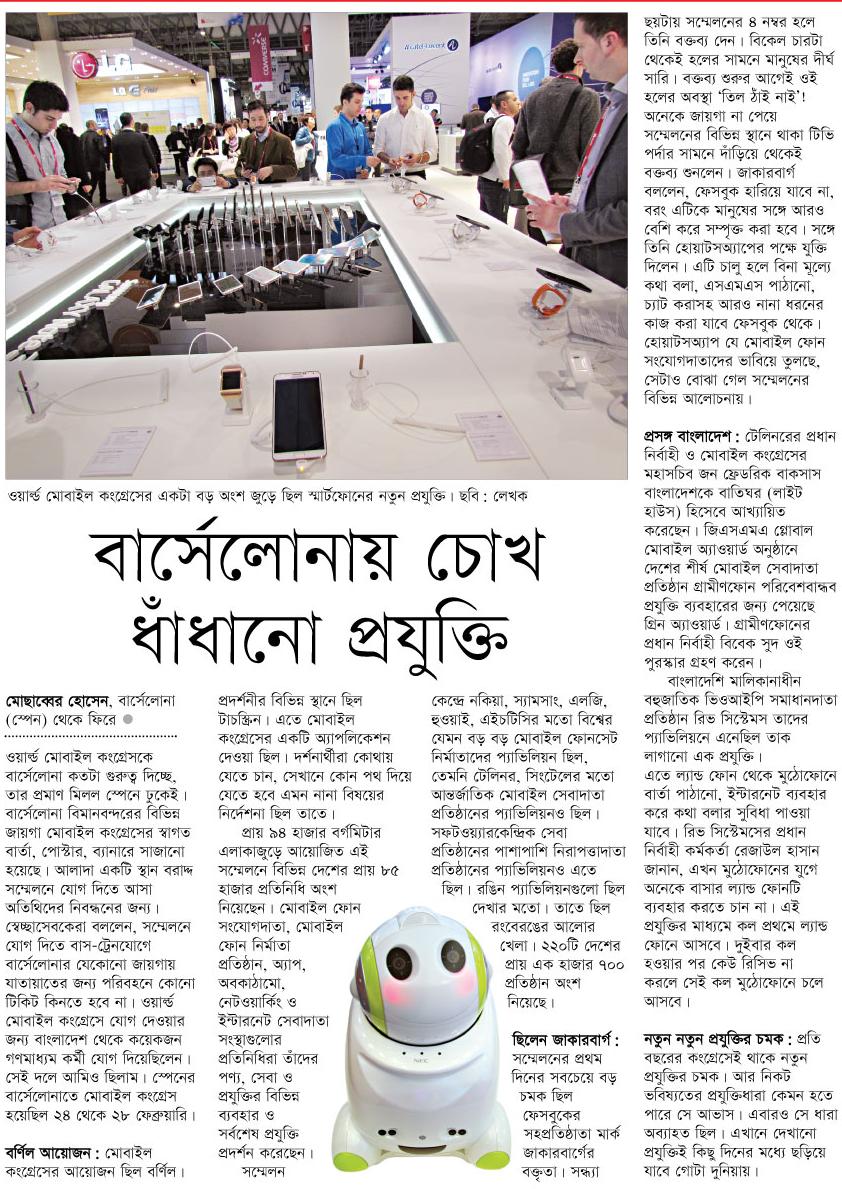 LG
LG
COMVERSE
Alcatel·Lucent
ওয়ার্ল্ড মোবাইল কংগ্রেসের একটা বড় অংশ জুড়ে ছিল স্মার্টফোনের নতুন প্রযুক্তি। ছবি : লেখক
বার্সেলোনায় চোখ
ধাঁধানো প্রযুক্তি
মোছাব্বের হোসেন, বার্সেলোনা
(স্পেন) থেকে ফিরে ●
ওয়ার্ল্ড মোবাইল কংগ্রেসকে
বার্সেলোনা কতটা গুরুত্ব দিচ্ছে,
তার প্রমাণ মিলল স্পেনে ঢুকেই।
বার্সেলোনা বিমানবন্দরের বিভিন্ন
জায়গা মোবাইল কংগ্রেসের স্বাগত
বার্তা, পোস্টার, ব্যানারে সাজানো
হয়েছে। আলাদা একটি স্থান বরাদ্দ
সম্মেলনে যোগ দিতে আসা
অতিথিদের নিবন্ধনের জন্য।
স্বেচ্ছাসেবকেরা বললেন, সম্মেলনে
যোগ দিতে বাস-ট্রেনযোগে
বার্সেলোনার যেকোনো জায়গায়
যাতায়াতের জন্য পরিবহনে কোনো
টিকিট কিনতে হবে না। ওয়ার্ল্ড
মোবাইল কংগ্রেসে যোগ দেওয়ার
জন্য বাংলাদেশ থেকে কয়েকজন
গণমাধ্যম কর্মী যোগ দিয়েছিলেন।
সেই দলে আমিও ছিলাম। স্পেনের
বার্সেলোনাতে মোবাইল কংগ্রেস
হয়েছিল ২৪ থেকে ২৮ ফেব্রুয়ারি।
বর্ণিল আয়োজন : মোবাইল
কংগ্রেসের আয়োজন ছিল বর্ণিল।
প্রদর্শনীর বিভিন্ন স্থানে ছিল
টাচস্ক্রিন। এতে মোবাইল
কংগ্রেসের একটি অ্যাপলিকেশন
দেওয়া ছিল। দর্শনার্থীরা কোথায়
যেতে চান, সেখানে কোন পথ দিয়ে
যেতে হবে এমন নানা বিষয়ের
নির্দেশনা ছিল তাতে।
প্রায় ৯৪ হাজার বর্গমিটার
এলাকাজুড়ে আয়োজিত এই
সম্মেলনে বিভিন্ন দেশের প্রায় ৮৫
হাজার প্রতিনিধি অংশ
নিয়েছেন। মোবাইল ফোন
সংযোগদাতা, মোবাইল
ফোন নির্মাতা
প্রতিষ্ঠান, অ্যাপ,
অবকাঠামো,
নেটওয়ার্কিং ও
ইন্টারনেট সেবাদাতা
সংস্থাগুলোর
প্রতিনিধিরা তাঁদের
পণ্য, সেবা ও
প্রযুক্তির বিভিন্ন
ব্যবহার ও
সর্বশেষ প্রযুক্তি
প্রদর্শন করেছেন।
সম্মেলন
কেন্দ্রে নকিয়া, স্যামসাং, এলজি,
হুওয়াই, এইচটিসির মতো বিশ্বের
যেমন বড় বড় মোবাইল ফোনসেট
নির্মাতাদের প্যাভিলিয়ন ছিল,
তেমনি টেলিনর, সিংটেলের মতো
আন্তর্জাতিক মোবাইল সেবাদাতা
প্রতিষ্ঠানের প্যাভিলিয়নও ছিল।
সফটওয়্যারকেন্দ্রিক সেবা
প্রতিষ্ঠানের পাশাপাশি নিরাপত্তাদাতা
প্রতিষ্ঠানের প্যাভিলিয়নও এতে
ছিল। রঙিন প্যাভিলিয়নগুলো ছিল
দেখার মতো। তাতে ছিল
রংবেরঙের আলোর
খেলা। ২২০টি দেশের
প্রায় এক হাজার ৭০০
প্রতিষ্ঠান অংশ
নিয়েছে।
NEC
ছিলেন জাকারবার্গ :
সম্মেলনের প্রথম
দিনের সবচেয়ে বড়
চমক ছিল
ফেসবুকের
সহপ্রতিষ্ঠাতা মার্ক
জাকারবার্গের
বক্তৃতা। সন্ধ্যা
ছয়টায় সম্মেলনের ৪ নম্বর হলে
তিনি বক্তব্য দেন। বিকেল চারটা
থেকেই হলের সামনে মানুষের দীর্ঘ
সারি। বক্তব্য শুরুর আগেই ওই
হলের অবস্থা ‘তিল ঠাঁই নাই’!
অনেকে জায়গা না পেয়ে
সম্মেলনের বিভিন্ন স্থানে থাকা টিভি
পর্দার সামনে দাঁড়িয়ে থেকেই
বক্তব্য শুনলেন। জাকারবার্গ
বললেন, ফেসবুক হারিয়ে যাবে না,
বরং এটিকে মানুষের সঙ্গে আরও
বেশি করে সম্পৃক্ত করা হবে। সঙ্গে
তিনি হোয়াটসঅ্যাপের পক্ষে যুক্তি
দিলেন। এটি চালু হলে বিনা মূল্যে
কথা বলা, এসএমএস পাঠানো,
চ্যাট করাসহ আরও নানা ধরনের
কাজ করা যাবে ফেসবুক থেকে।
হোয়াটসঅ্যাপ যে মোবাইল ফোন
সংযোগদাতাদের ভাবিয়ে তুলছে,
সেটাও বোঝা গেল সম্মেলনের
বিভিন্ন আলোচনায়।
প্রসঙ্গ বাংলাদেশ : টেলিনরের প্রধান
নির্বাহী ও মোবাইল কংগ্রেসের
মহাসচিব জন ফ্রেডরিক বাকসাস
বাংলাদেশকে বাতিঘর (লাইট
হাউস) হিসেবে আখ্যায়িত
করেছেন। জিএসএমএ গ্লোবাল
মোবাইল অ্যাওয়ার্ড অনুষ্ঠানে
দেশের শীর্ষ মোবাইল সেবাদাতা
প্রতিষ্ঠান গ্রামীণফোন পরিবেশবান্ধব
প্রযুক্তি ব্যবহারের জন্য পেয়েছে
গ্রিন অ্যাওয়ার্ড। গ্রামীণফোনের
প্রধান নির্বাহী বিবেক সুদ ওই
পুরস্কার গ্রহণ করেন।
বাংলাদেশি মালিকানাধীন
বহুজাতিক ভিওআইপি সমাধানদাতা
প্রতিষ্ঠান রিভ সিস্টেমস তাদের
প্যাভিলিয়নে এনেছিল তাক
লাগানো এক প্রযুক্তি।
এতে ল্যান্ড ফোন থেকে মুঠোফোনে
বার্তা পাঠানো, ইন্টারনেট ব্যবহার
করে কথা বলার সুবিধা পাওয়া
যাবে। রিভ সিস্টেমসের প্রধান
নির্বাহী কর্মকর্তা রেজাউল হাসান
জানান, এখন মুঠোফোনের যুগে
অনেকে বাসার ল্যান্ড ফোনটি
ব্যবহার করতে চান না। এই
প্রযুক্তির মাধ্যমে কল প্রথমে ল্যান্ড
ফোনে আসবে। দুইবার কল
হওয়ার পর কেউ রিসিভ না
করলে সেই কল মুঠোফোনে চলে
আসবে।
নতুন নতুন প্রযুক্তির চমক : প্রতি
বছরের কংগ্রেসেই থাকে নতুন
প্রযুক্তির চমক। আর নিকট
ভবিষ্যতের প্রযুক্তিধারা কেমন হতে
পারে সে আভাস। এবারও সে ধারা
অব্যাহত ছিল। এখানে দেখানো
প্রযুক্তিই কিছু দিনের মধ্যে ছড়িয়ে
যাবে গোটা দুনিয়ায়।